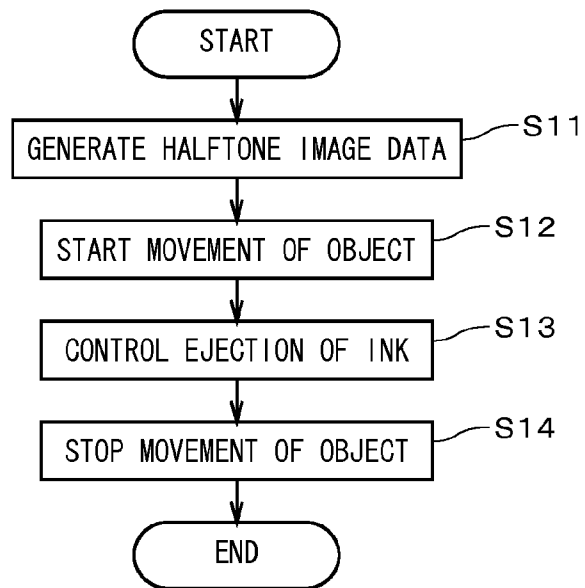 START
GENERATE HALFTONE IMAGE DATA
S11
START MOVEMENT OF OBJECT
S12
CONTROL EJECTION OF INK
S13
STOP MOVEMENT OF OBJECT
S14
END